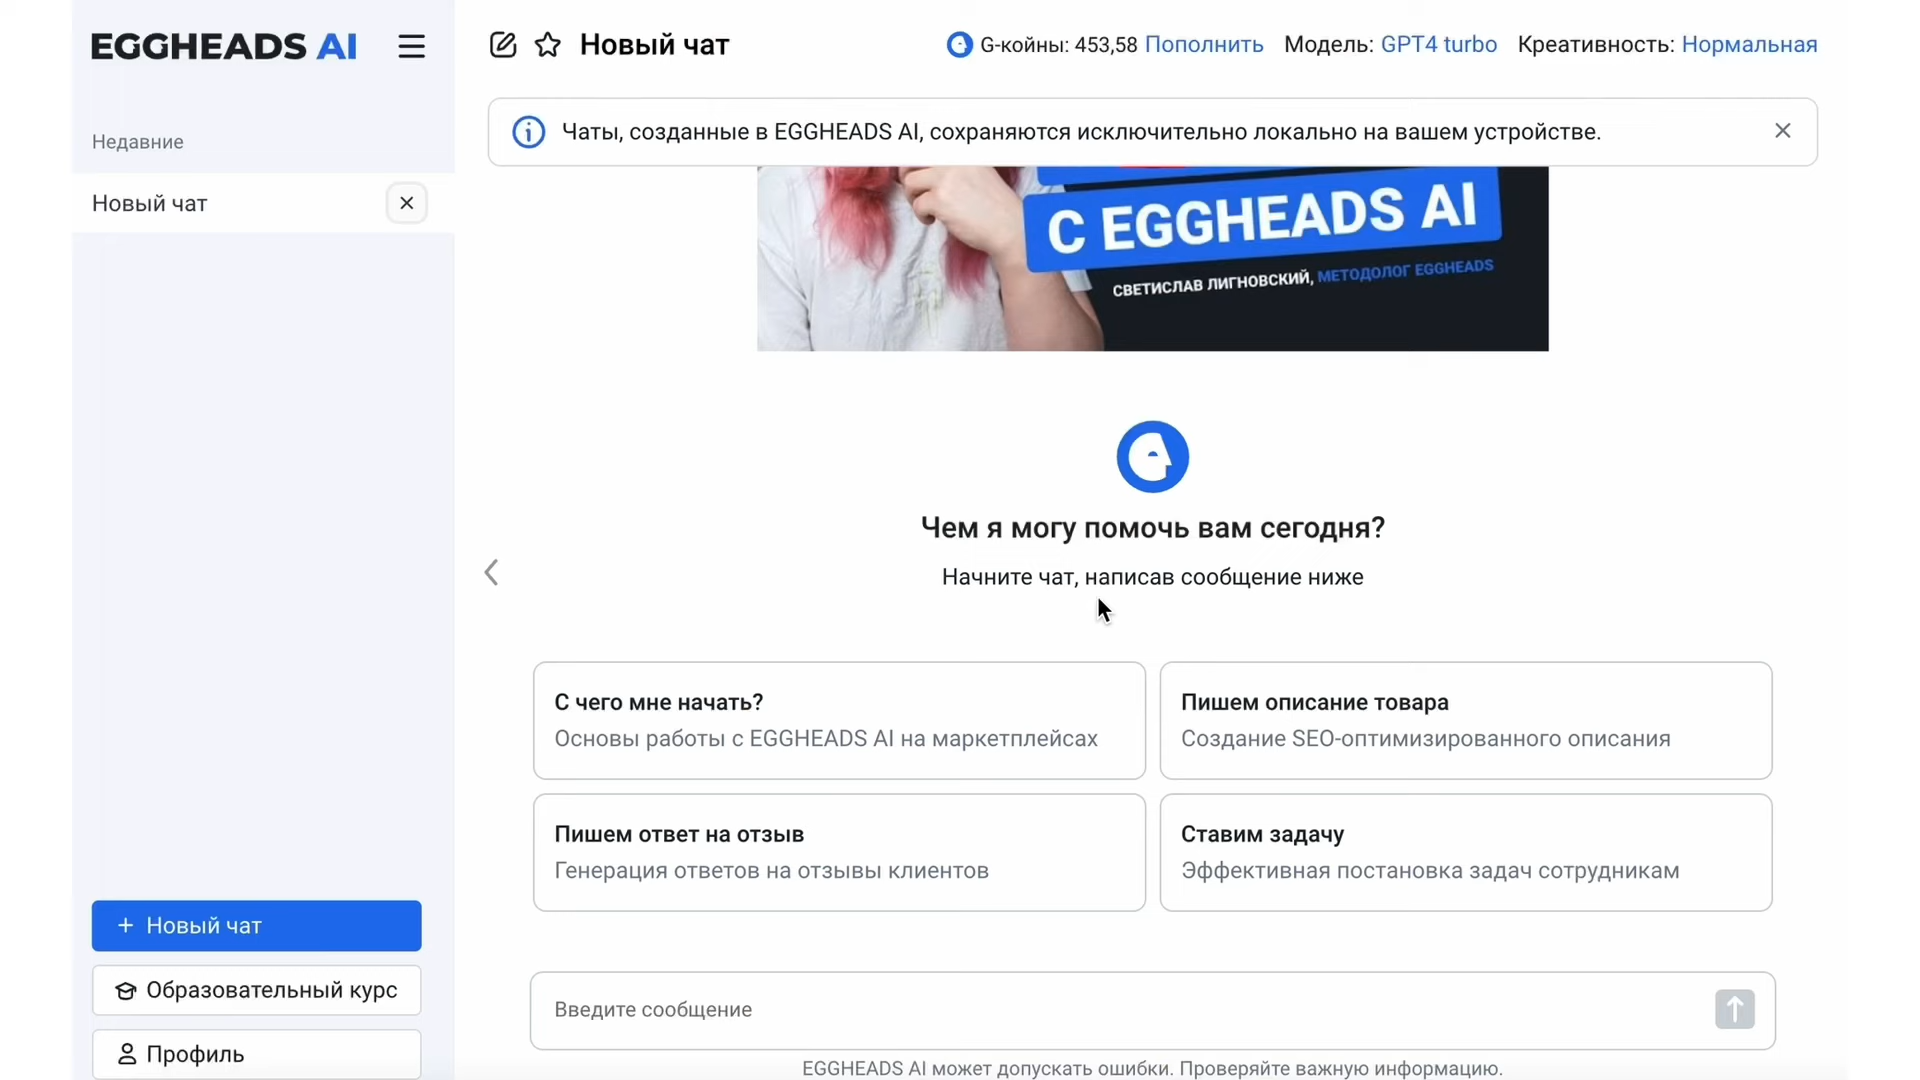 EGGHEADS AI
Новый чат
G-койны: 453,58 Пополнить
Модель: GPT4 turbo
Креативность: Нормальная
Чаты, созданные в EGGHEADS AI, сохраняются исключительно локально на вашем устройстве.
Недавние
Новый чат
С EGGHEADS AI
СВЕТИСЛАВ ЛИГНОВСКИЙ, МЕТОДОЛОГ EGGHEADS
Чем я могу помочь вам сегодня?
Начните чат, написав сообщение ниже
С чего мне начать?
Основы работы с EGGHEADS AI на маркетплейсах
Пишем описание товара
Создание SEO-оптимизированного описания
Пишем ответ на отзыв
Генерация ответов на отзывы клиентов
Ставим задачу
Эффективная постановка задач сотрудникам
+ Новый чат
Образовательный курс
Профиль
Введите сообщение
EGGHEADS AI может допускать ошибки. Проверяйте важную информацию.